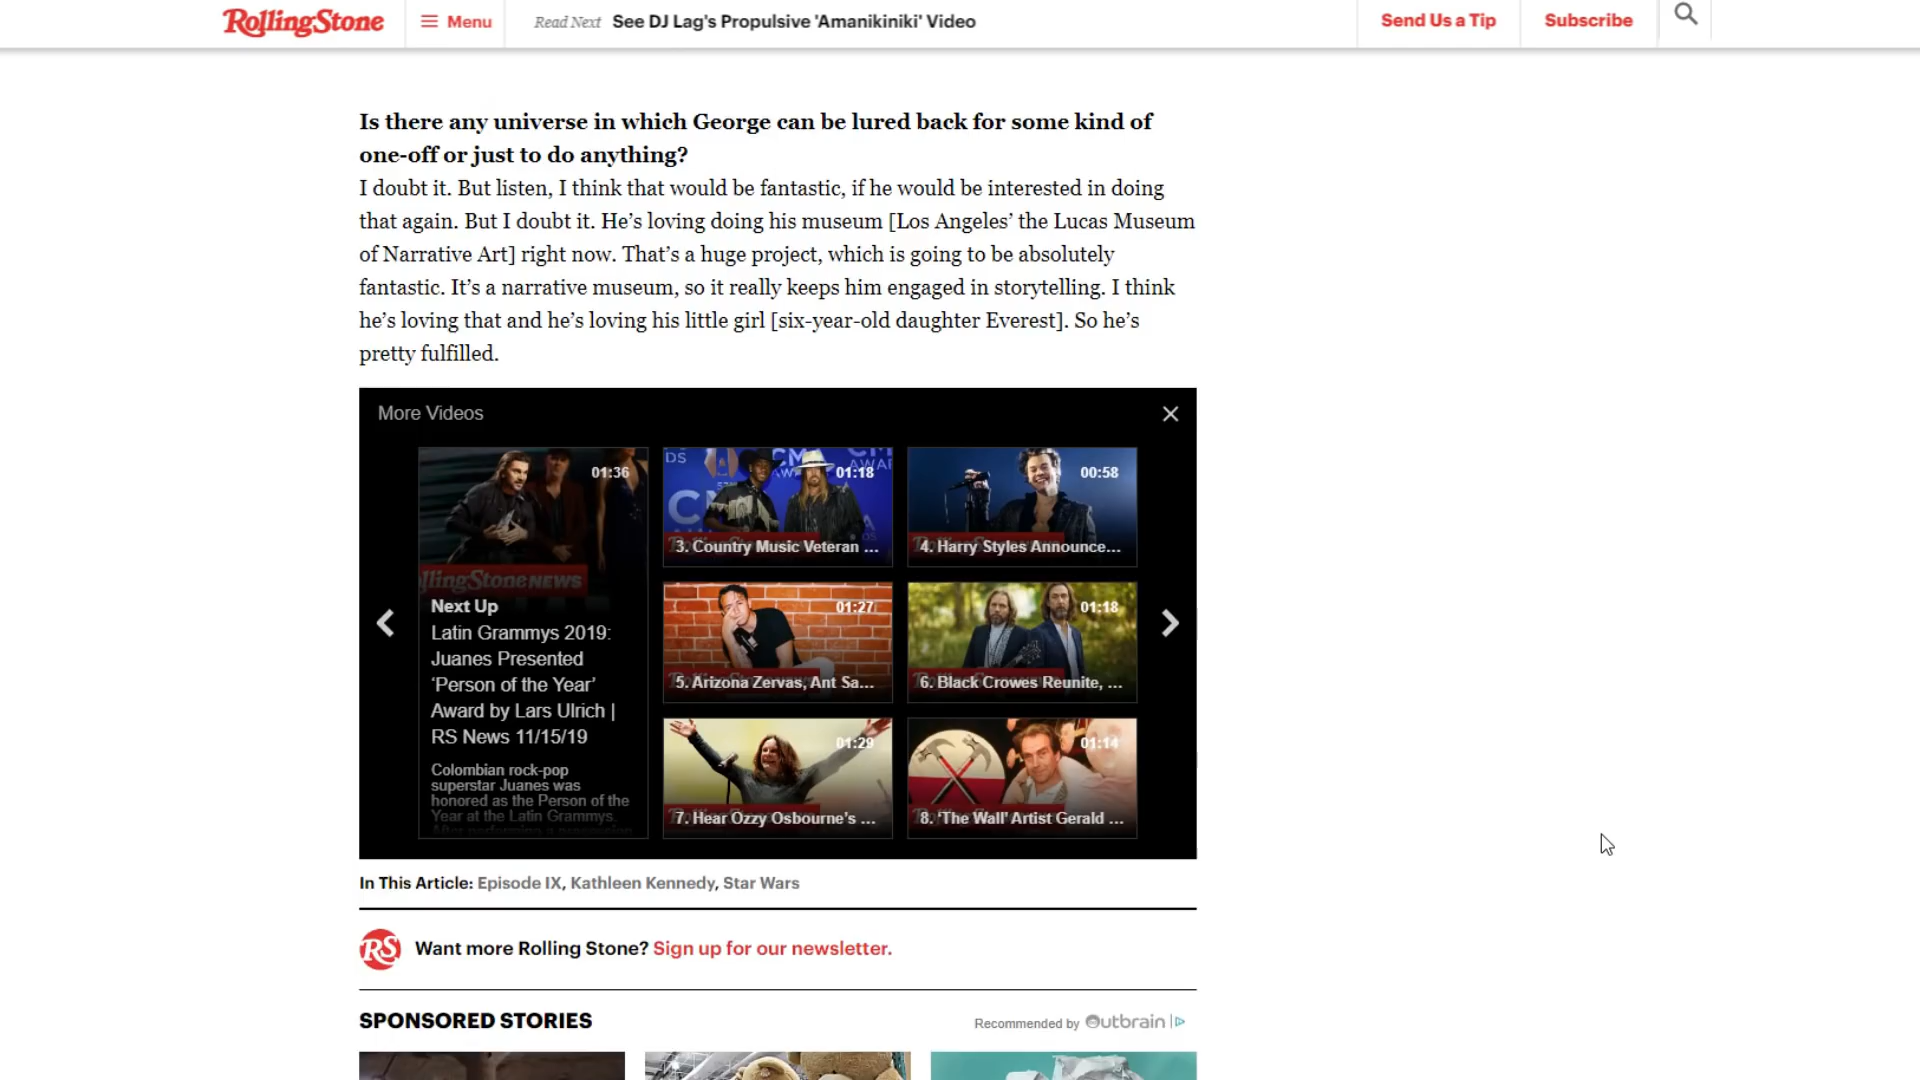 RollingStone
Menu
Read Next See DJ Lag's Propulsive 'Amanikiniki' Video
Send Us a Tip
Subscribe
Is there any universe in which George can be lured back for some kind of
one-off or just to do anything?
I doubt it. But listen, I think that would be fantastic, if he would be interested in doing
that again. But I doubt it. He’s loving doing his museum [Los Angeles’ the Lucas Museum
of Narrative Art] right now. That’s a huge project, which is going to be absolutely
fantastic. It’s a narrative museum, so it really keeps him engaged in storytelling. I think
he’s loving that and he’s loving his little girl [six-year-old daughter Everest]. So he’s
pretty fulfilled.
More Videos
01:36
llingStone NEWS
Next Up
Latin Grammys 2019:
Juanes Presented
‘Person of the Year’
Award by Lars Ulrich |
RS News 11/15/19
Colombian rock-pop
superstar Juanes was
honored as the Person of the
Year at the Latin Grammys.
After performing a
01:18
3. Country Music Veteran ...
00:58
4. Harry Styles Announce...
01:27
5. Arizona Zervas, Ant Sa...
01:18
6. Black Crowes Reunite, ...
01:29
7. Hear Ozzy Osbourne’s ...
01:14
8. ‘The Wall’ Artist Gerald ...
In This Article: Episode IX, Kathleen Kennedy, Star Wars
RS
Want more Rolling Stone? Sign up for our newsletter.
SPONSORED STORIES
Recommended by Outbrain